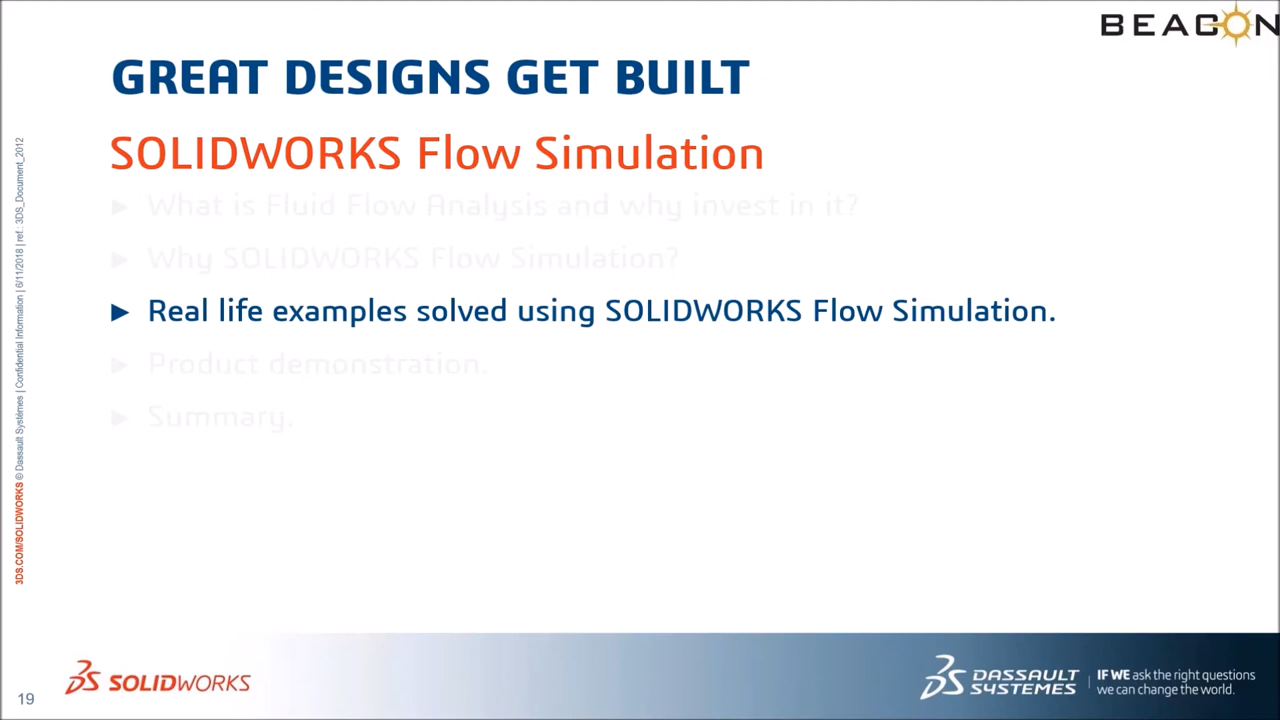 BEACON
GREAT DESIGNS GET BUILT
SOLIDWORKS Flow Simulation
► What is Fluid Flow Analysis and why invest in it?
► Why SOLIDWORKS Flow Simulation?
► Real life examples solved using SOLIDWORKS Flow Simulation.
► Product demonstration.
► Summary.
3DS.COM/SOLIDWORKS © Dassault Systèmes | Confidential Information | 6/11/2018 | ref.: 3DS_Document_2012
19
SOLIDWORKS
DASSAULT
SYSTEMES
IF WE ask the right questions
we can change the world.